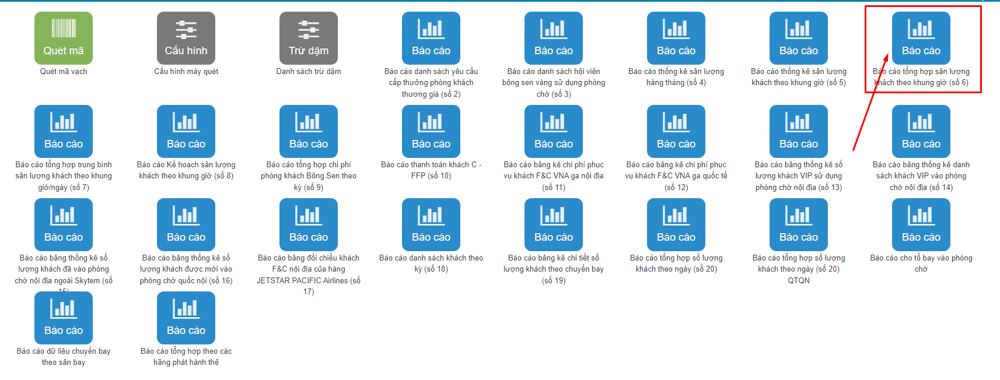 Quét mã
Quét mã vạch
Cấu hình
Cấu hình máy quét
Trừ dặm
Danh sách trừ dặm
Báo cáo
Báo cáo danh sách yêu cầu
cấp thưởng phòng khách
thương giá (số 2)
Báo cáo
Báo cáo danh sách hội viên
bông sen vàng sử dụng phòng
chờ (số 3)
Báo cáo
Báo cáo thống kê sản lượng
hàng tháng (số 4)
Báo cáo
Báo cáo thống kê sản lượng
khách theo khung giờ (số 5)
Báo cáo
Báo cáo tổng hợp sản lượng
khách theo khung giờ (số 6)
Báo cáo
Báo cáo tổng hợp trung bình
sản lượng khách theo khung
giờ/ngày (số 7)
Báo cáo
Báo cáo Kế hoạch sản lượng
khách theo khung giờ (số 8)
Báo cáo
Báo cáo tổng hợp chi phí
phòng khách Bông Sen theo
kỳ (số 9)
Báo cáo
Báo cáo thanh toán khách C -
FFP (số 10)
Báo cáo
Báo cáo bảng kê chi phí phục
vụ khách F&C VNA ga nội địa
(số 11)
Báo cáo
Báo cáo bảng kê chi phí phục
vụ khách F&C VNA ga quốc tế
(số 12)
Báo cáo
Báo cáo bảng thống kê số
lượng khách VIP sử dụng
phòng chờ nội địa (số 13)
Báo cáo
Báo cáo bảng thống kê danh
sách khách VIP vào phòng
chờ nội địa (số 14)
Báo cáo
Báo cáo bảng thống kê số
lượng khách đã vào phòng
chờ nội địa ngoài Skytem (số
15)
Báo cáo
Báo cáo bảng thống kê số
lượng khách được mời vào
phòng chờ quốc nội (số 16)
Báo cáo
Báo cáo bảng đối chiều khách
F&C nội địa của hàng
JETSTAR PACIFIC Airlines (số
17)
Báo cáo
Báo cáo danh sách khách theo
kỳ (số 18)
Báo cáo
Báo cáo bảng kê chi tiết số
lượng khách theo chuyến bay
(số 19)
Báo cáo
Báo cáo tổng hợp số lượng
khách theo ngày (số 20)
Báo cáo
Báo cáo tổng hợp số lượng
khách theo ngày (số 20)
QTQN
Báo cáo
Báo cáo cho tổ bay vào phòng
chờ
Báo cáo
Báo cáo dữ liệu chuyến bay
theo sân bay
Báo cáo
Báo cáo tổng hợp theo các
hãng phát hành thẻ